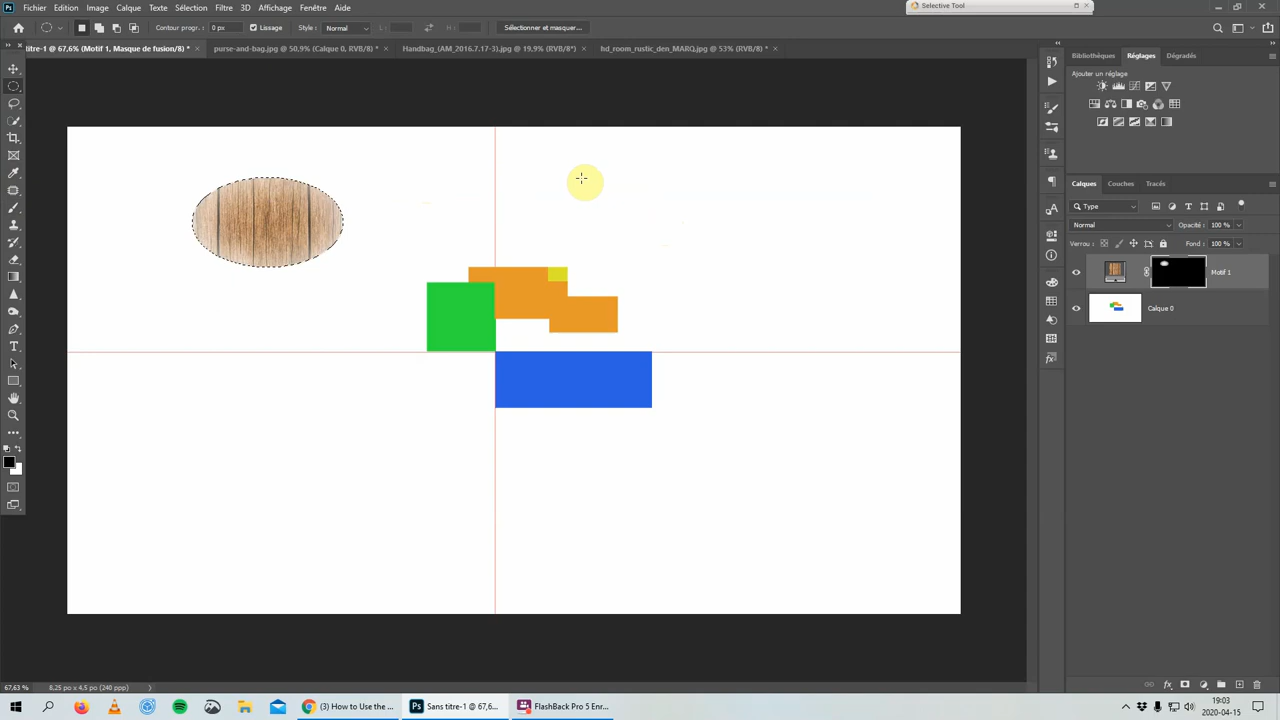 Fichier Edition Image Calque Texte Sélection Filtre 3D Affichage Fenêtre Aide
Selective Tool
Contour progr. : 0 px Lissage Style : Normal L : H : Sélectionner et masquer...
titre-1 @ 67,6% (Motif 1, Masque de fusion/8) * × purse-and-bag.jpg @ 50,9% (Calque 0, RVB/8) * × Handbag_(AM_2016.7.17-3).jpg @ 19,9% (RVB/8*) × hd_room_rustic_den_MARQ.jpg @ 53% (RVB/8) * ×
Bibliothèques Réglages Dégradés
Ajouter un réglage
Calques Couches Tracés
Type
Normal Opacité : 100 %
Verrou : Fond : 100 %
Motif 1
Calque 0
67,63 % 8,25 po x 4,5 po (240 ppp)
(3) How to Use the ... Sans titre-1 @ 67,6... FlashBack Pro 5 Enr... 19:03
2020-04-15